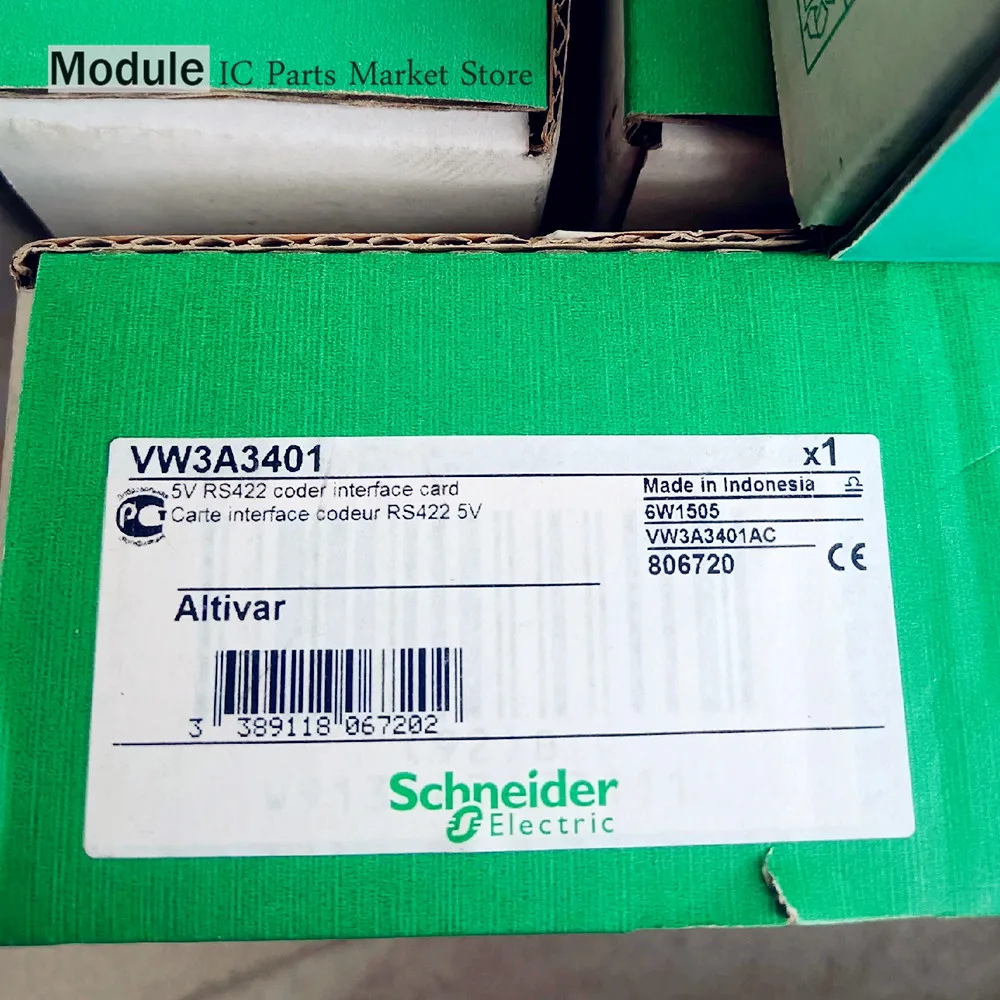 Module IC Parts Market Store
VW3A3401
x1
5V RS422 coder interface card
Carte interface codeur RS422 5V
Made in Indonesia
6W1505
VW3A3401AC
806720
CE
Altivar
3 389118 067202
Schneider
Electric